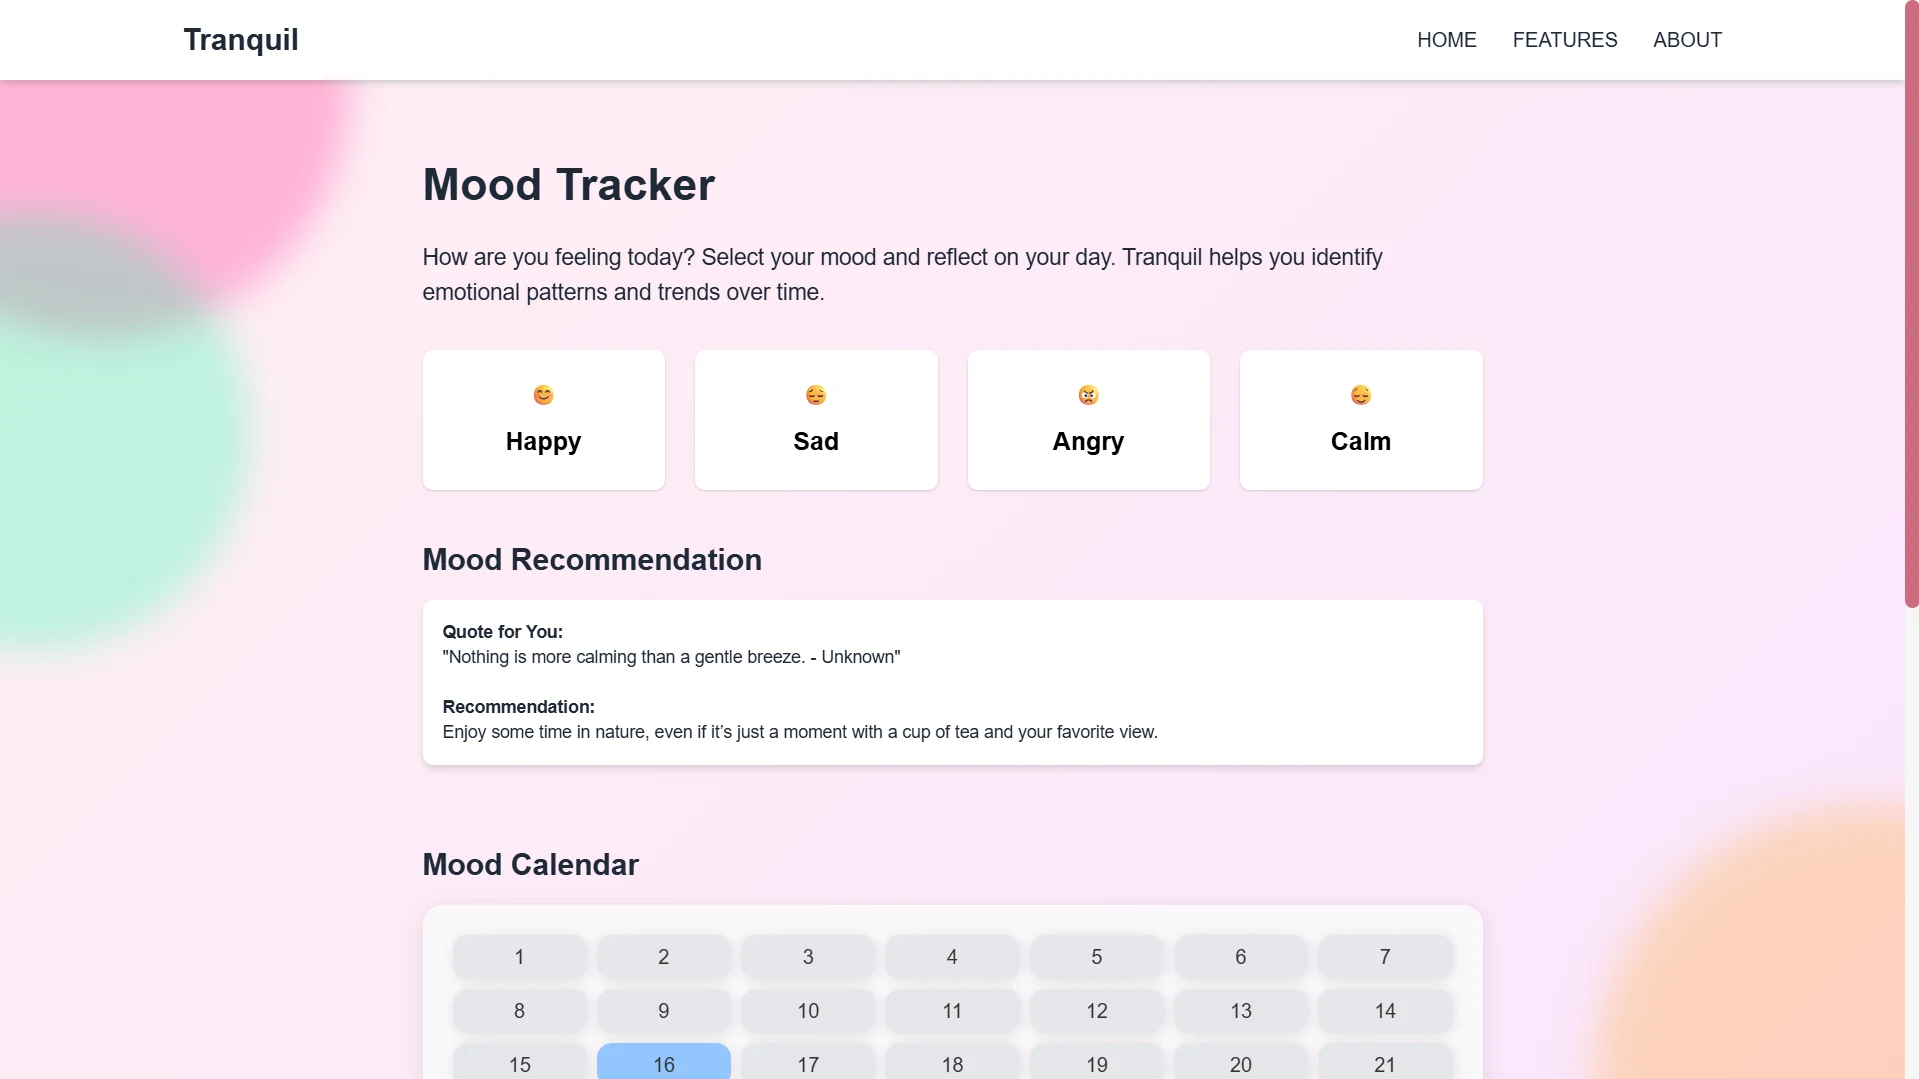 Tranquil
HOME FEATURES ABOUT
Mood Tracker
How are you feeling today? Select your mood and reflect on your day. Tranquil helps you identify
emotional patterns and trends over time.
Happy Sad Angry Calm
Mood Recommendation
Quote for You:
"Nothing is more calming than a gentle breeze. - Unknown"
Recommendation:
Enjoy some time in nature, even if it’s just a moment with a cup of tea and your favorite view.
Mood Calendar
1 2 3 4 5 6 7
8 9 10 11 12 13 14
15 16 17 18 19 20 21